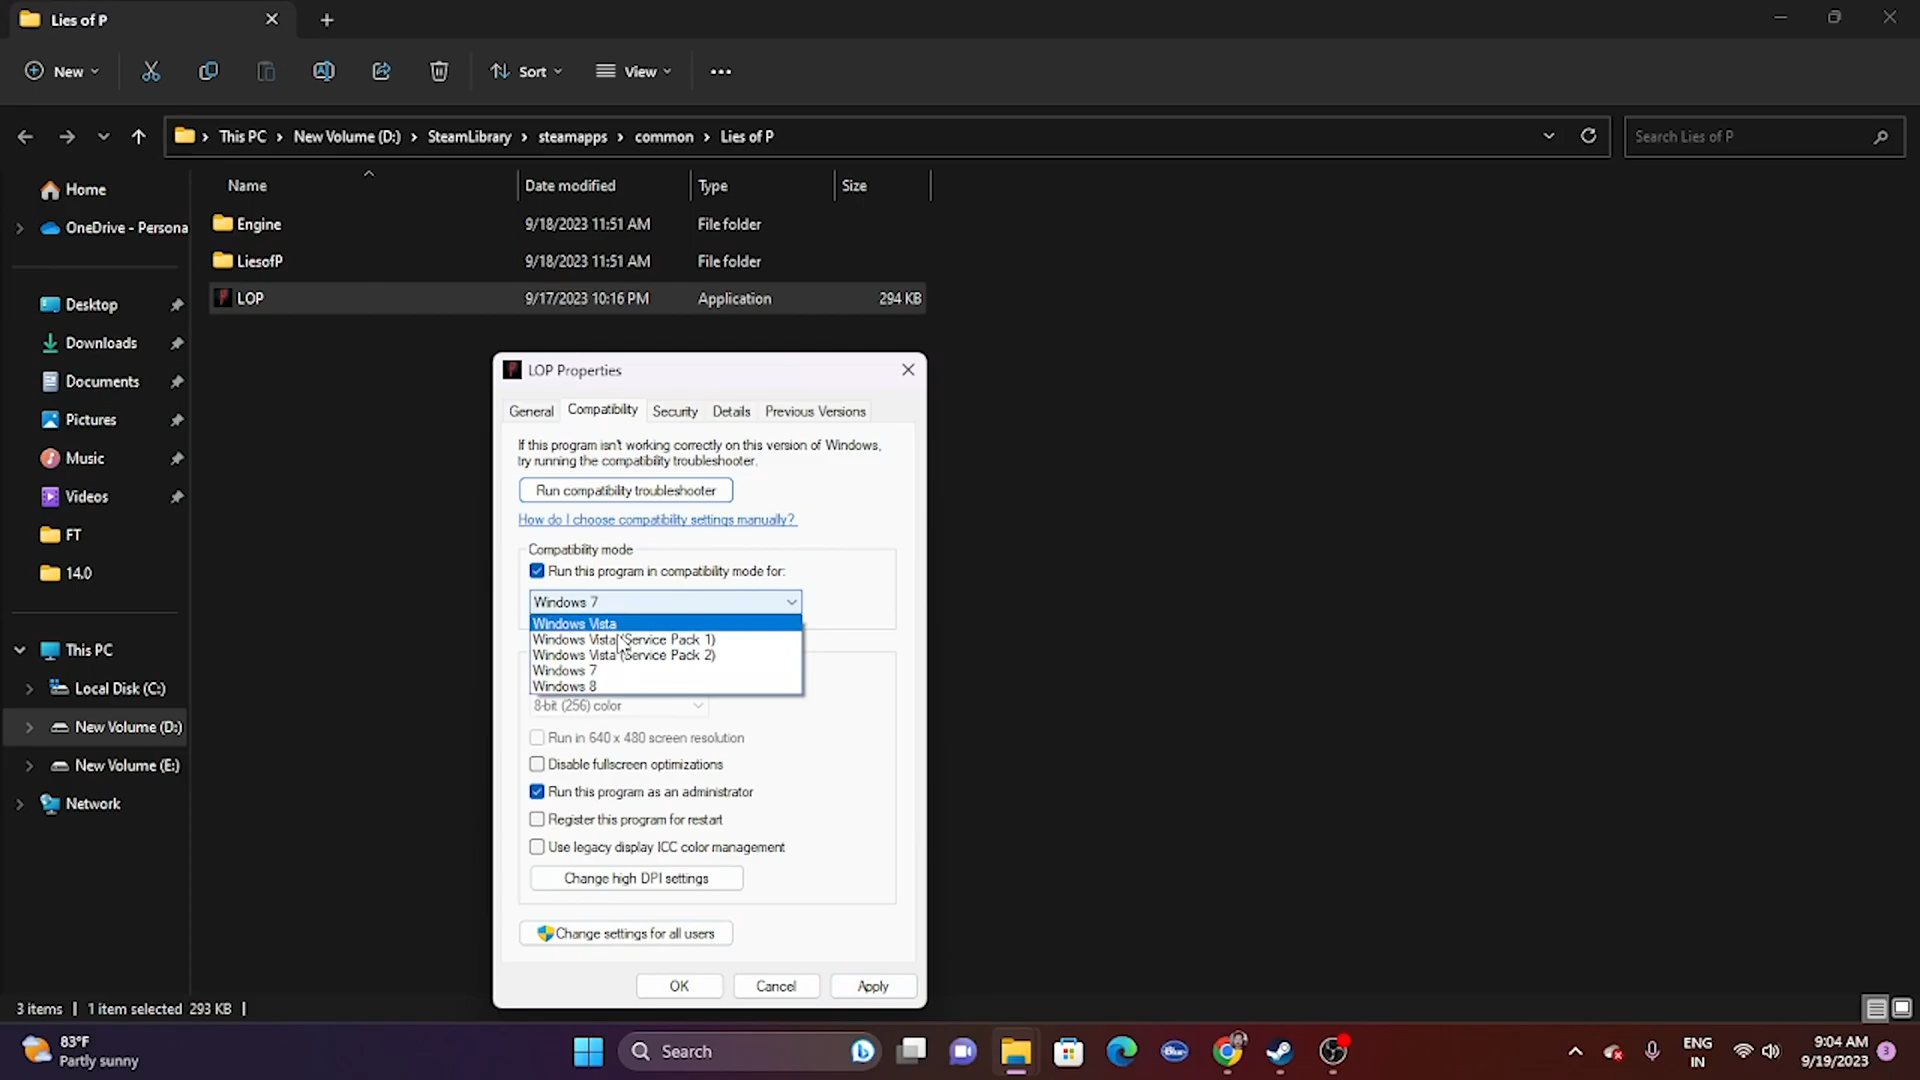 Lies of P
New
Sort
View
This PC
New Volume (D:)
SteamLibrary
steamapps
common
Lies of P
Search Lies of P
Name
Date modified
Type
Size
Engine
9/18/2023 11:51 AM
File folder
LiesofP
9/18/2023 11:51 AM
File folder
LOP
9/17/2023 10:16 PM
Application
294 KB
Home
OneDrive - Persona
Desktop
Downloads
Documents
Pictures
Music
Videos
FT
14.0
This PC
Local Disk (C:)
New Volume (D:)
New Volume (E:)
Network
LOP Properties
General
Compatibility
Security
Details
Previous Versions
If this program isn't working correctly on this version of Windows,
try running the compatibility troubleshooter.
Run compatibility troubleshooter
How do I choose compatibility settings manually?
Compatibility mode
Run this program in compatibility mode for:
Windows 7
Windows Vista
Windows Vista (Service Pack 1)
Windows Vista (Service Pack 2)
Windows 7
Windows 8
8-bit (256) color
Run in 640 x 480 screen resolution
Disable fullscreen optimizations
Run this program as an administrator
Register this program for restart
Use legacy display ICC color management
Change high DPI settings
Change settings for all users
OK
Cancel
Apply
3 items
1 item selected 293 KB
83°F
Partly sunny
Search
ENG
IN
9:04 AM
9/19/2023
3